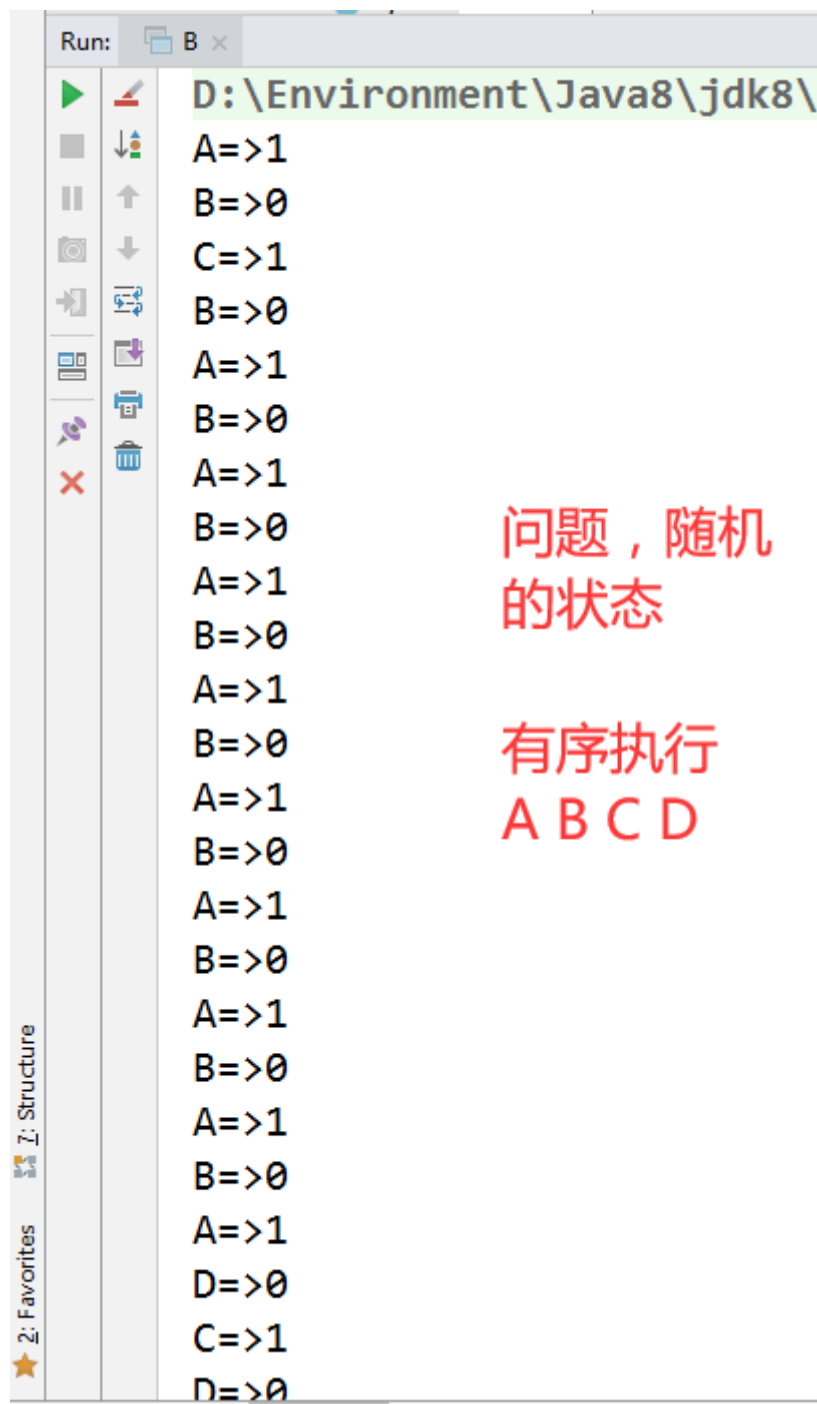 Run: B
D:\Environment\Java8\jdk8\
A=>1
B=>0
C=>1
B=>0
A=>1
B=>0
A=>1
B=>0
A=>1
B=>0
A=>1
B=>0
A=>1
B=>0
A=>1
B=>0
A=>1
B=>0
A=>1
B=>0
A=>1
D=>0
C=>1
D=>0
问题，随机
的状态
有序执行
A B C D
7: Structure
2: Favorites